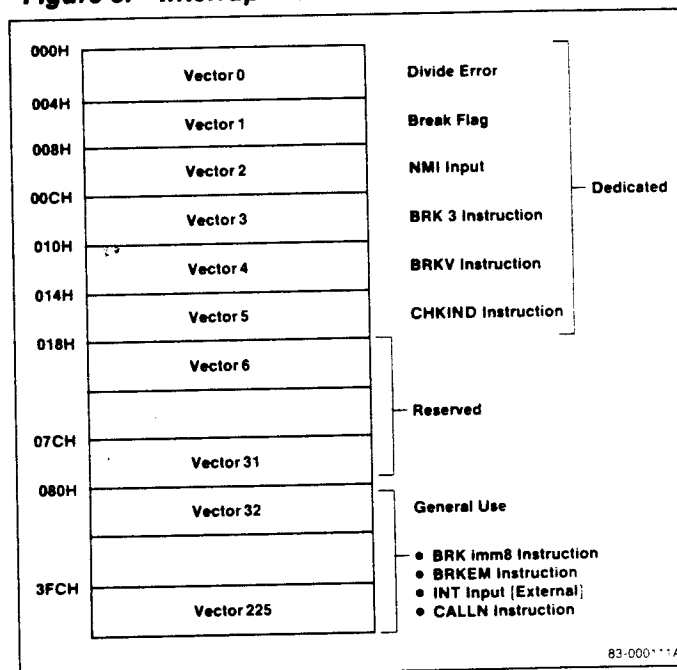 000H
Vector 0
Divide Error
004H
Vector 1
Break Flag
008H
Vector 2
NMI Input
Dedicated
00CH
Vector 3
BRK 3 Instruction
010H
Vector 4
BRKV Instruction
014H
Vector 5
CHKIND Instruction
018H
Vector 6
Reserved
07CH
Vector 31
080H
Vector 32
General Use
• BRK imm8 Instruction
• BRKEM Instruction
• INT Input [External]
• CALLN Instruction
3FCH
Vector 225